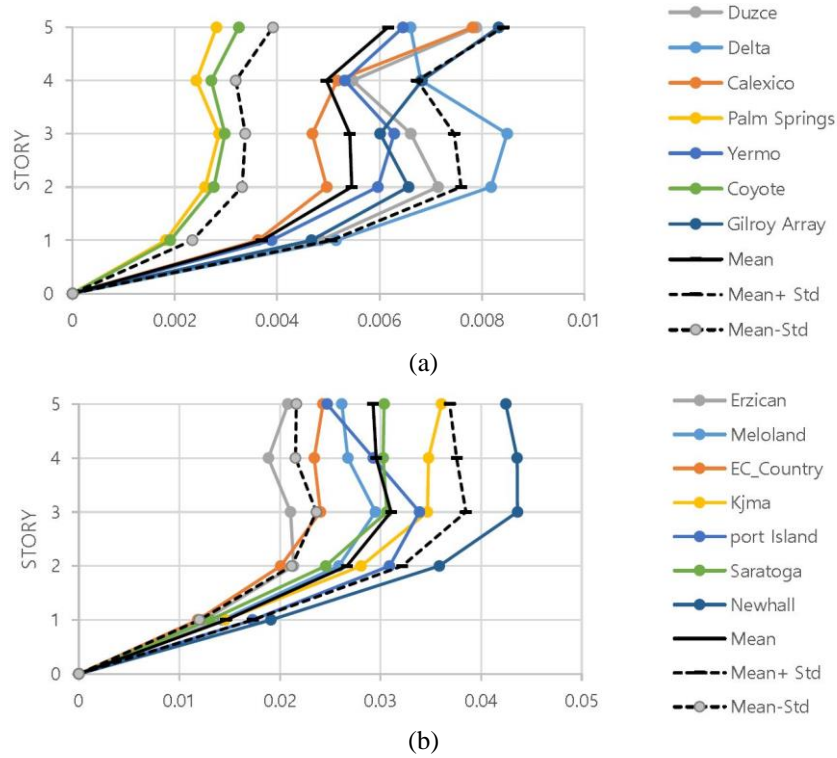 5
4
3
2
1
0
STORY
0
0.002
0.004
0.006
0.008
0.01
Duzce
Delta
Calexico
Palm Springs
Yermo
Coyote
Gilroy Array
Mean
Mean+ Std
Mean-Std
(a)
5
4
3
2
1
0
STORY
0
0.01
0.02
0.03
0.04
0.05
Erzican
Meloland
EC_Country
Kjma
port Island
Saratoga
Newhall
Mean
Mean+ Std
Mean-Std
(b)